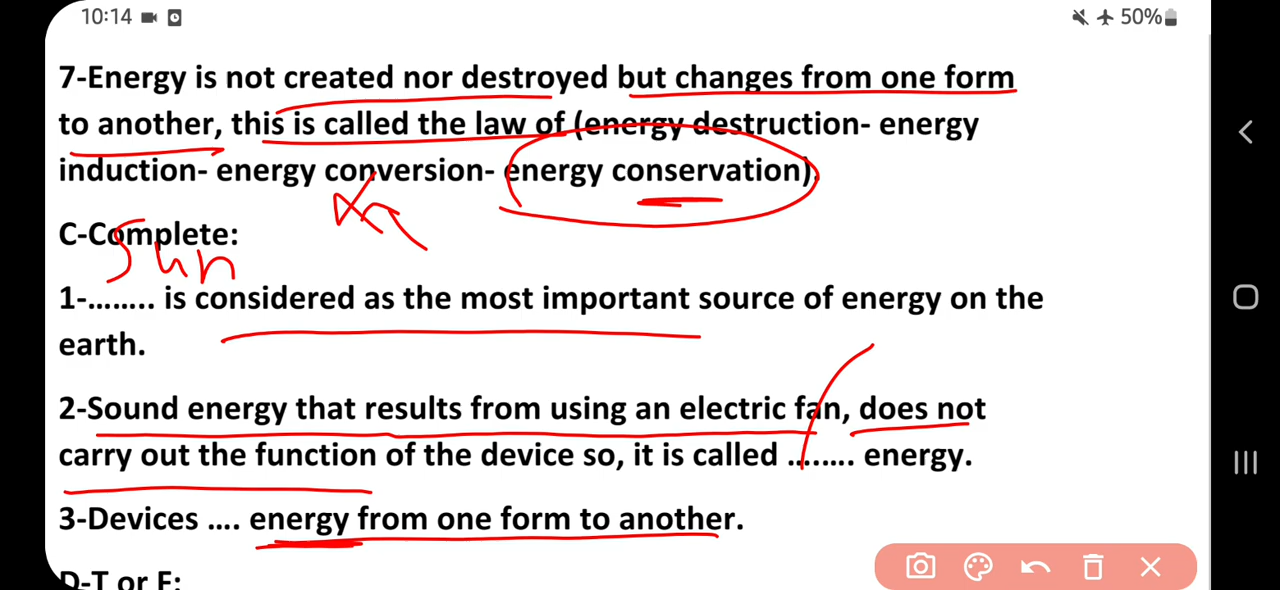 10:14 50%
7-Energy is not created nor destroyed but changes from one form
to another, this is called the law of (energy destruction- energy
induction- energy conversion- energy conservation).
C-Complete:
Sun
1-........ is considered as the most important source of energy on the
earth.
2-Sound energy that results from using an electric fan, does not
carry out the function of the device so, it is called ........ energy.
3-Devices .... energy from one form to another.
D-T or F: